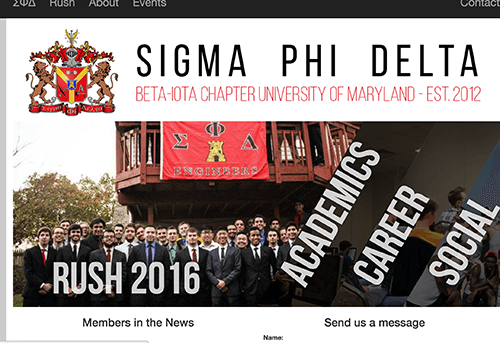 ΣΦΔ Rush About Events Contact
SIGMA PHI DELTA
BETA-IOTA CHAPTER UNIVERSITY OF MARYLAND - EST. 2012
Σ Φ Δ
ENGINEERS
RUSH 2016
ACADEMICS
CAREER
SOCIAL
Members in the News
Send us a message
Name: